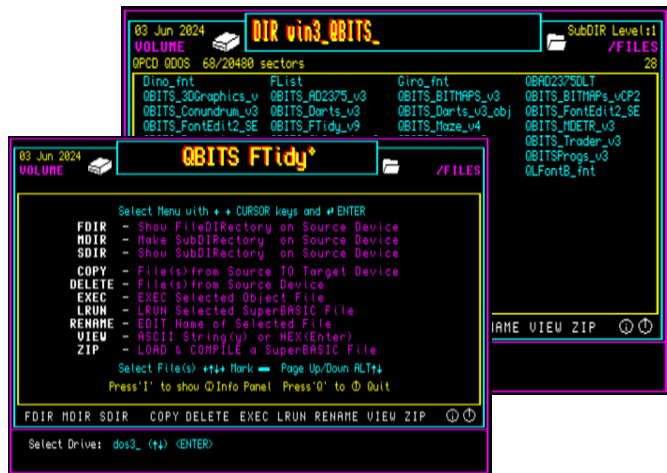 03 Jun 2024
DIR win3_QBITS_
SubDIR Level:1
VOLUME
/FILES
QPCD QDOS 68/20480 sectors
28
Dino_fnt FList Giro_fnt QBAD2375DLT
QBITS_3DGraphics_v QBITS_AD2375_v3 QBITS_BITMAPS_v3 QBITS_BITMAPs_vCP2
QBITS_Conundrum_v3 QBITS_Darts_v3 QBITS_Darts_v3_obj QBITS_FontEdit2_SE
QBITS_FontEdit2_SE QBITS_FTidy_v9 QBITS_Maze_v4 QBITS_MDETR_v3
QBITS_Trader_v3
QBITSProgs_v3
QLFontB_fnt
AME VIEW ZIP
03 Jun 2024
QBITS FTidy*
VOLUME
/FILES
Select Menu with ← → CURSOR keys and ↵ ENTER
FDIR – Show FileDIRectory on Source Device
MDIR – Make SubDIRectory on Source Device
SDIR – Show SubDIRectory on Source Device
COPY – File(s)from Source TO Target Device
DELETE – File(s)from Source Device
EXEC – EXEC Selected Object File
LRUN – LRUN Selected SuperBASIC File
RENAME – EDIT Name of Selected File
VIEW – ASCII String(y) or HEX(Enter)
ZIP – LOAD & COMPILE a SuperBASIC File
Select File(s) ←↑↓→ Mark Page Up/Down ALT↑↓
Press'I' to show Info Panel Press'Q' to Quit
FDIR MDIR SDIR COPY DELETE EXEC LRUN RENAME VIEW ZIP
Select Drive: dos3_ (↑↓) <ENTER>